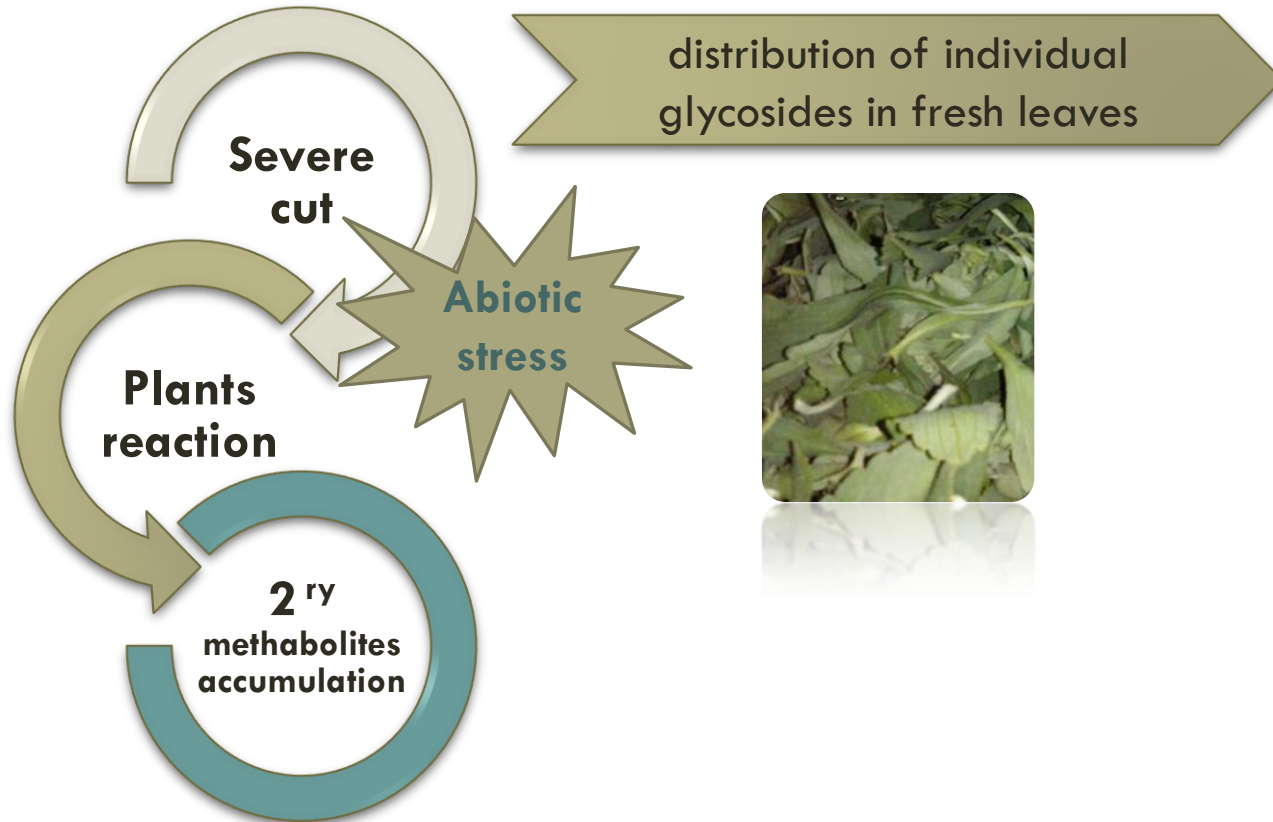 distribution of individual
glycosides in fresh leaves
Severe
cut
Abiotic
stress
Plants
reaction
2 ry
methabolites
accumulation